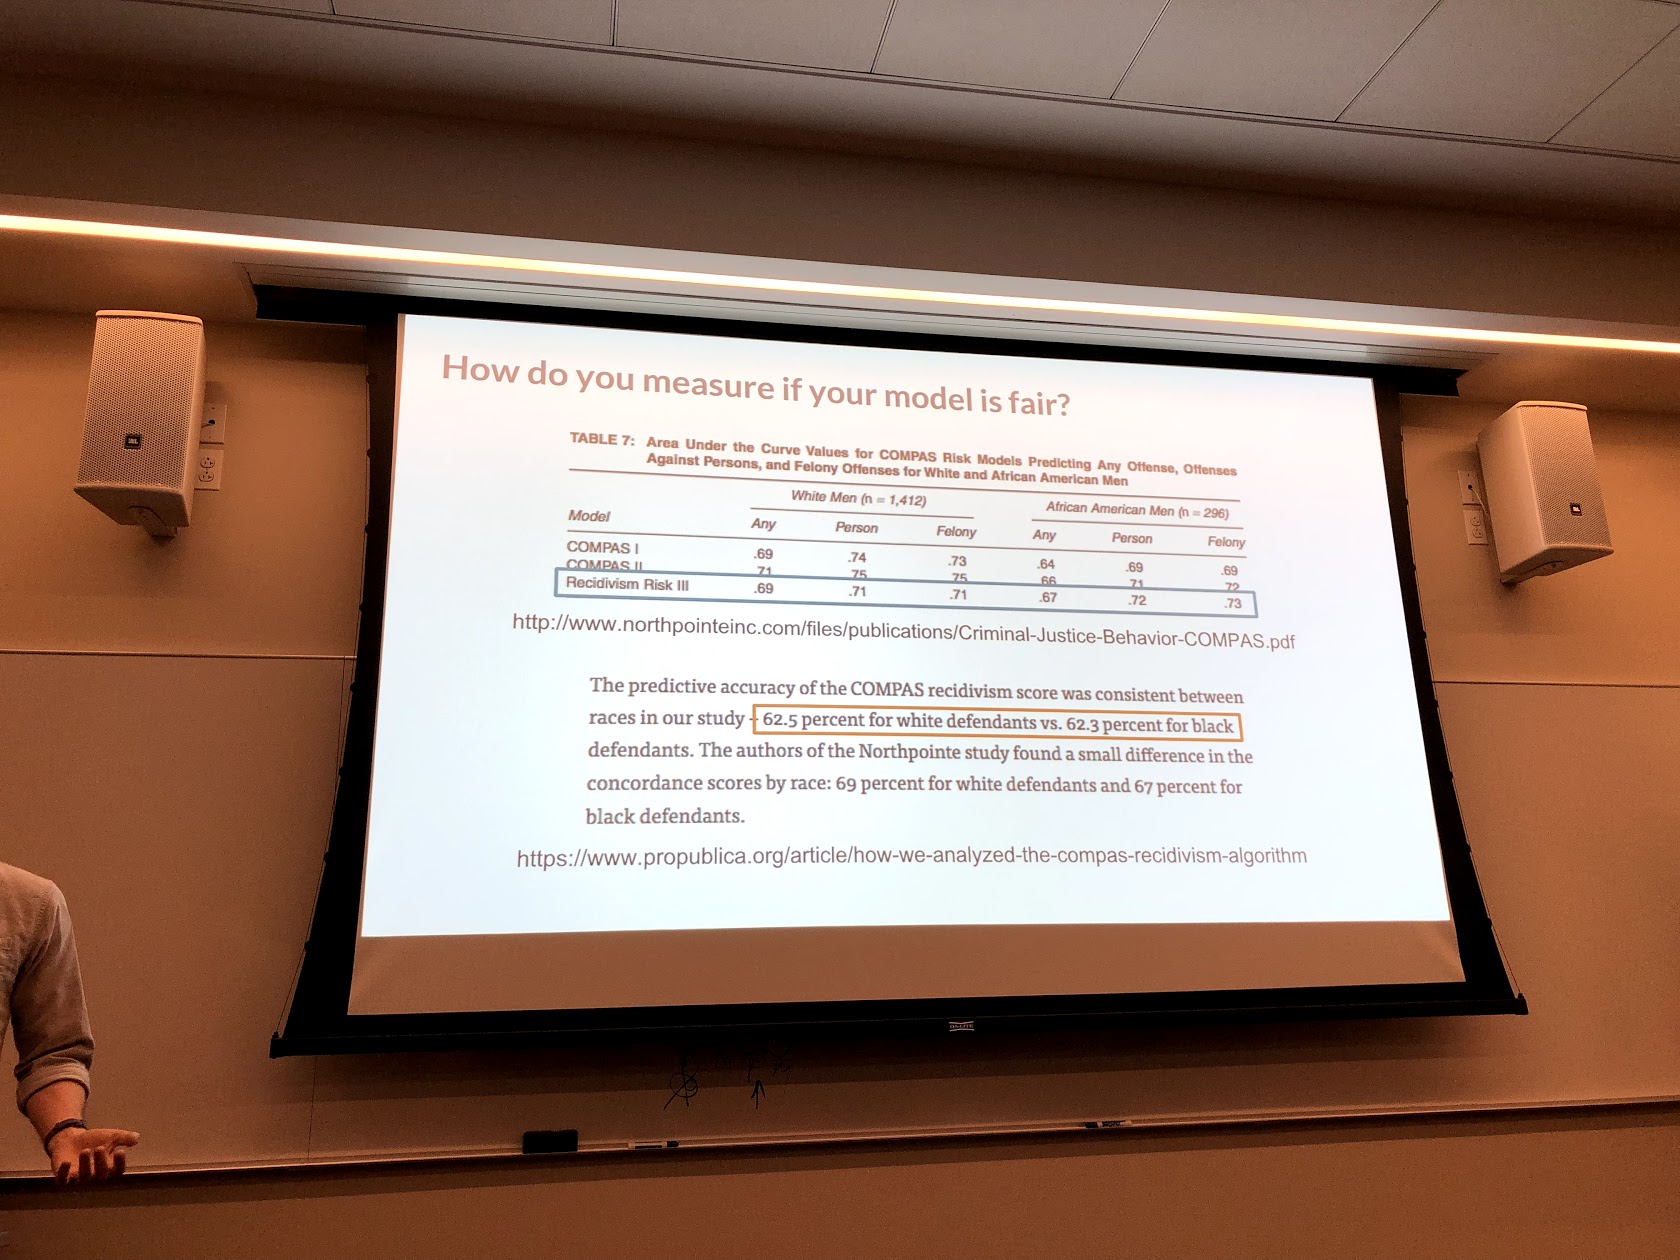 How do you measure if your model is fair?
TABLE 7: Area Under the Curve Values for COMPAS Risk Models Predicting Any Offense, Offenses
Against Persons, and Felony Offenses for White and African American Men
White Men (n = 1,412) African American Men (n = 296)
Model Any Person Felony Any Person Felony
COMPAS I .69 .74 .73 .64 .69 .69
COMPAS II .71 .75 .75 .66 .71 .72
Recidivism Risk III .69 .71 .71 .67 .72 .73
http://www.northpointeinc.com/files/publications/Criminal-Justice-Behavior-COMPAS.pdf
The predictive accuracy of the COMPAS recidivism score was consistent between
races in our study - 62.5 percent for white defendants vs. 62.3 percent for black
defendants. The authors of the Northpointe study found a small difference in the
concordance scores by race: 69 percent for white defendants and 67 percent for
black defendants.
https://www.propublica.org/article/how-we-analyzed-the-compas-recidivism-algorithm
JBL
JBL
DA-LITE